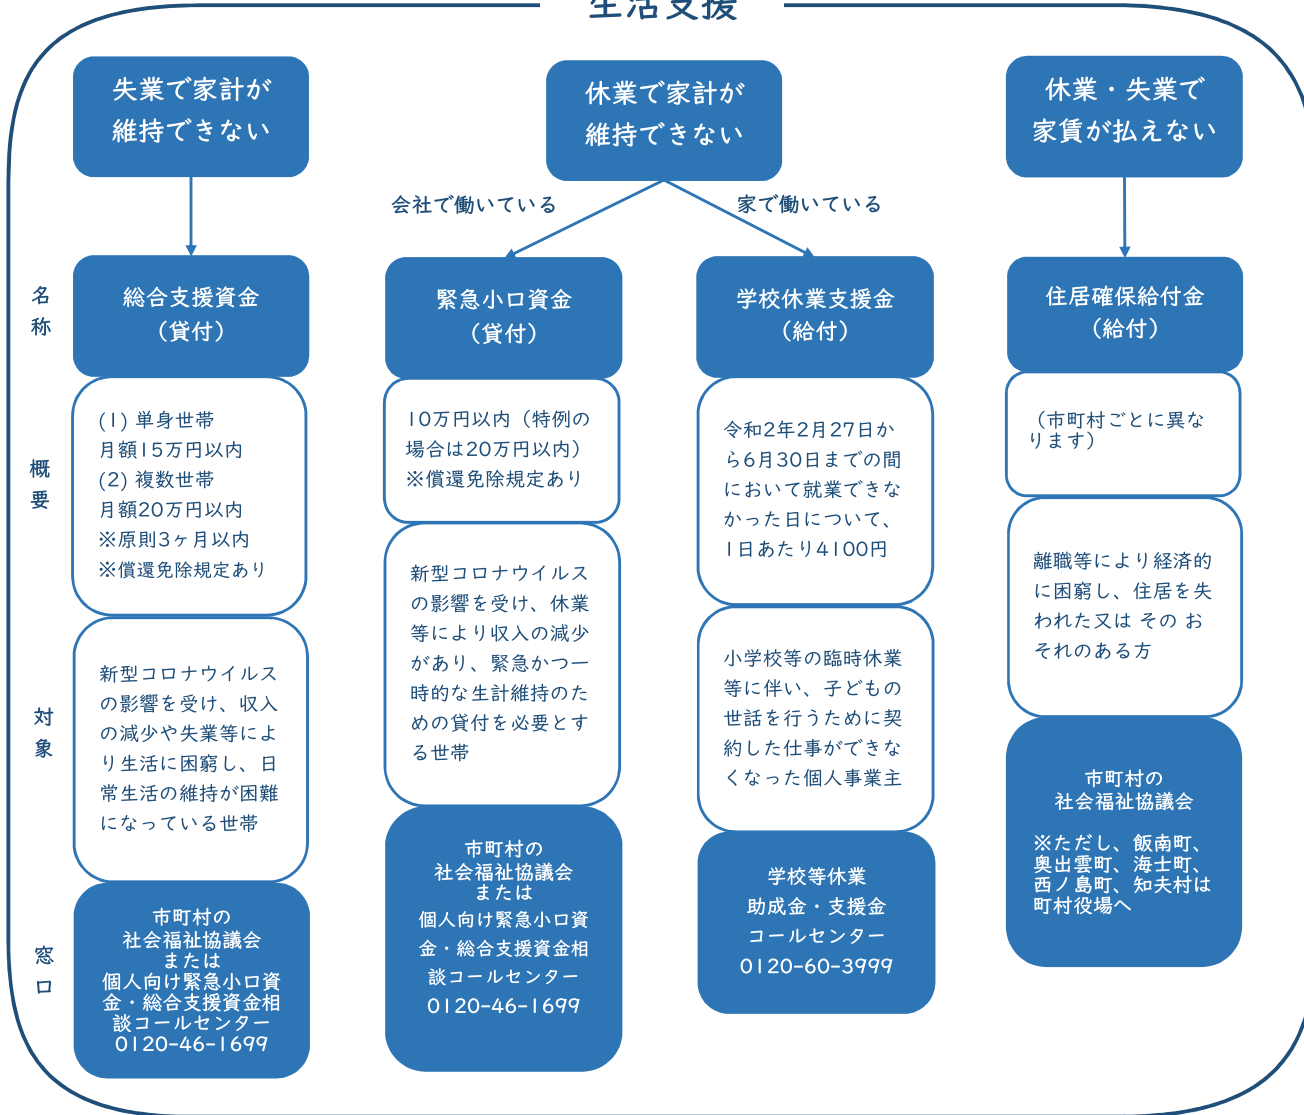 生活支援
失業で家計が
維持できない
休業で家計が
維持できない
休業・失業で
家賃が払えない
会社で働いている
家で働いている
名
称
総合支援資金
（貸付）
緊急小口資金
（貸付）
学校休業支援金
（給付）
住居確保給付金
（給付）
概
要
(1) 単身世帯
月額15万円以内
(2) 複数世帯
月額20万円以内
※原則3ヶ月以内
※償還免除規定あり
10万円以内（特例の
場合は20万円以内）
※償還免除規定あり
令和2年2月27日か
ら6月30日までの間
において就業できな
かった日について、
1日あたり4100円
（市町村ごとに異な
ります）
対
象
新型コロナウイルス
の影響を受け、収入
の減少や失業等によ
り生活に困窮し、日
常生活の維持が困難
になっている世帯
新型コロナウイルス
の影響を受け、休業
等により収入の減少
があり、緊急かつ一
時的な生計維持のた
めの貸付を必要とす
る世帯
小学校等の臨時休業
等に伴い、子どもの
世話を行うために契
約した仕事ができな
くなった個人事業主
離職等により経済的
に困窮し、住居を失
われた又は その お
それのある方
窓
口
市町村の
社会福祉協議会
または
個人向け緊急小口資
金・総合支援資金相
談コールセンター
0120-46-1699
市町村の
社会福祉協議会
または
個人向け緊急小口資
金・総合支援資金相
談コールセンター
0120-46-1699
学校等休業
助成金・支援金
コールセンター
0120-60-3999
市町村の
社会福祉協議会
※ただし、飯南町、
奥出雲町、海士町、
西ノ島町、知夫村は
町村役場へ